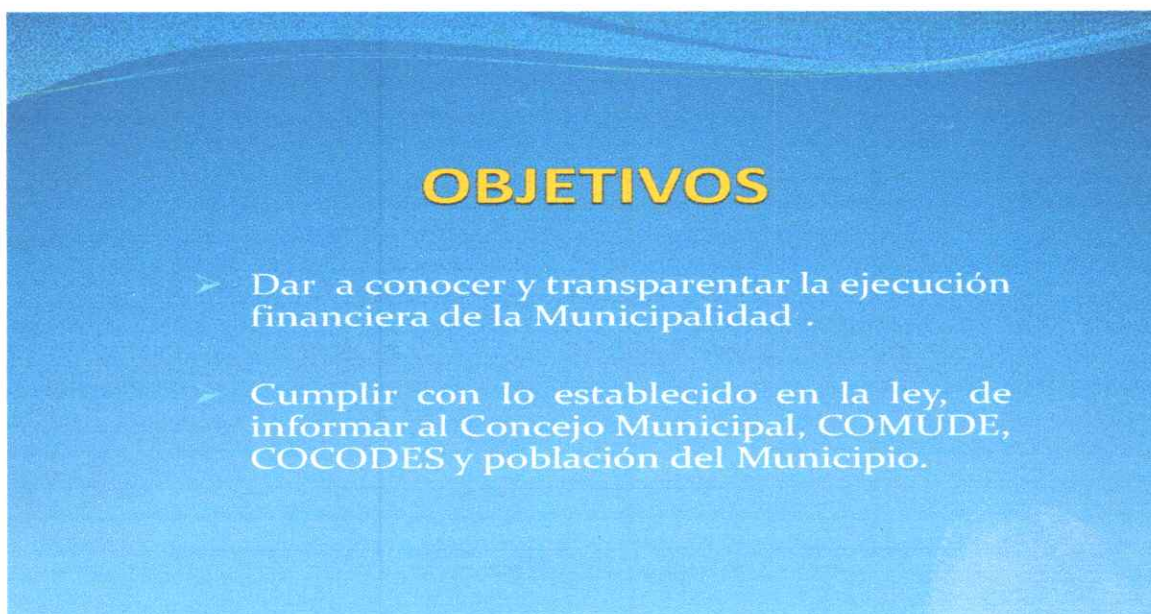 OBJETIVOS
➢ Dar a conocer y transparentar la ejecución
financiera de la Municipalidad .
➢ Cumplir con lo establecido en la ley, de
informar al Concejo Municipal, COMUDE,
COCODES y población del Municipio.